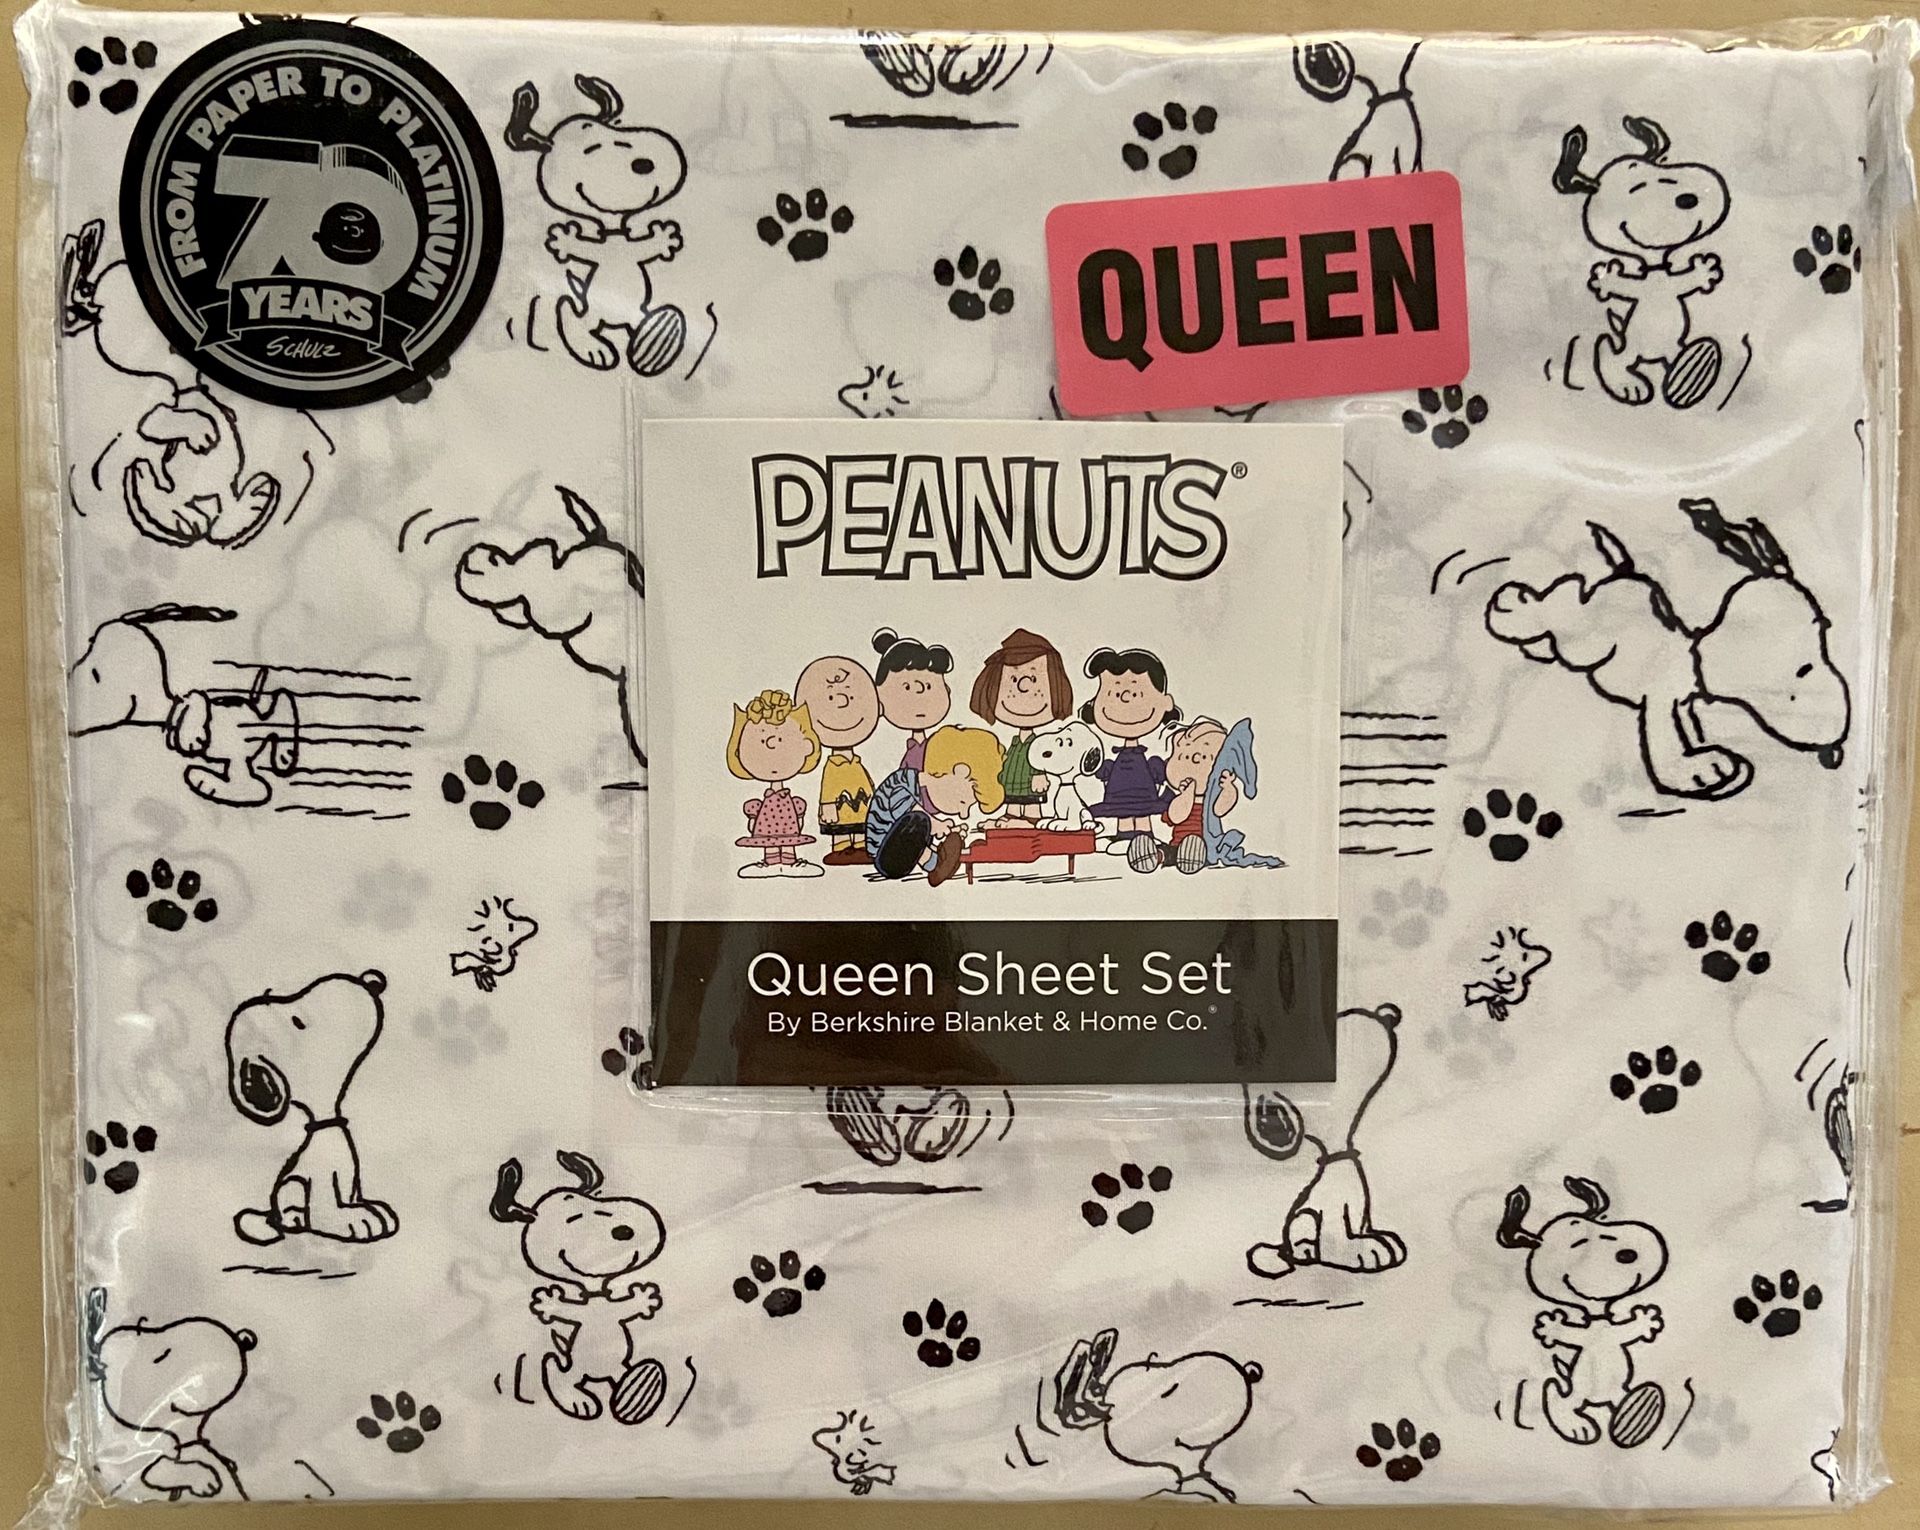 FROM PAPER TO PLATINUM
70
YEARS
SCHULZ
QUEEN
PEANUTS®
Queen Sheet Set
By Berkshire Blanket & Home Co.®